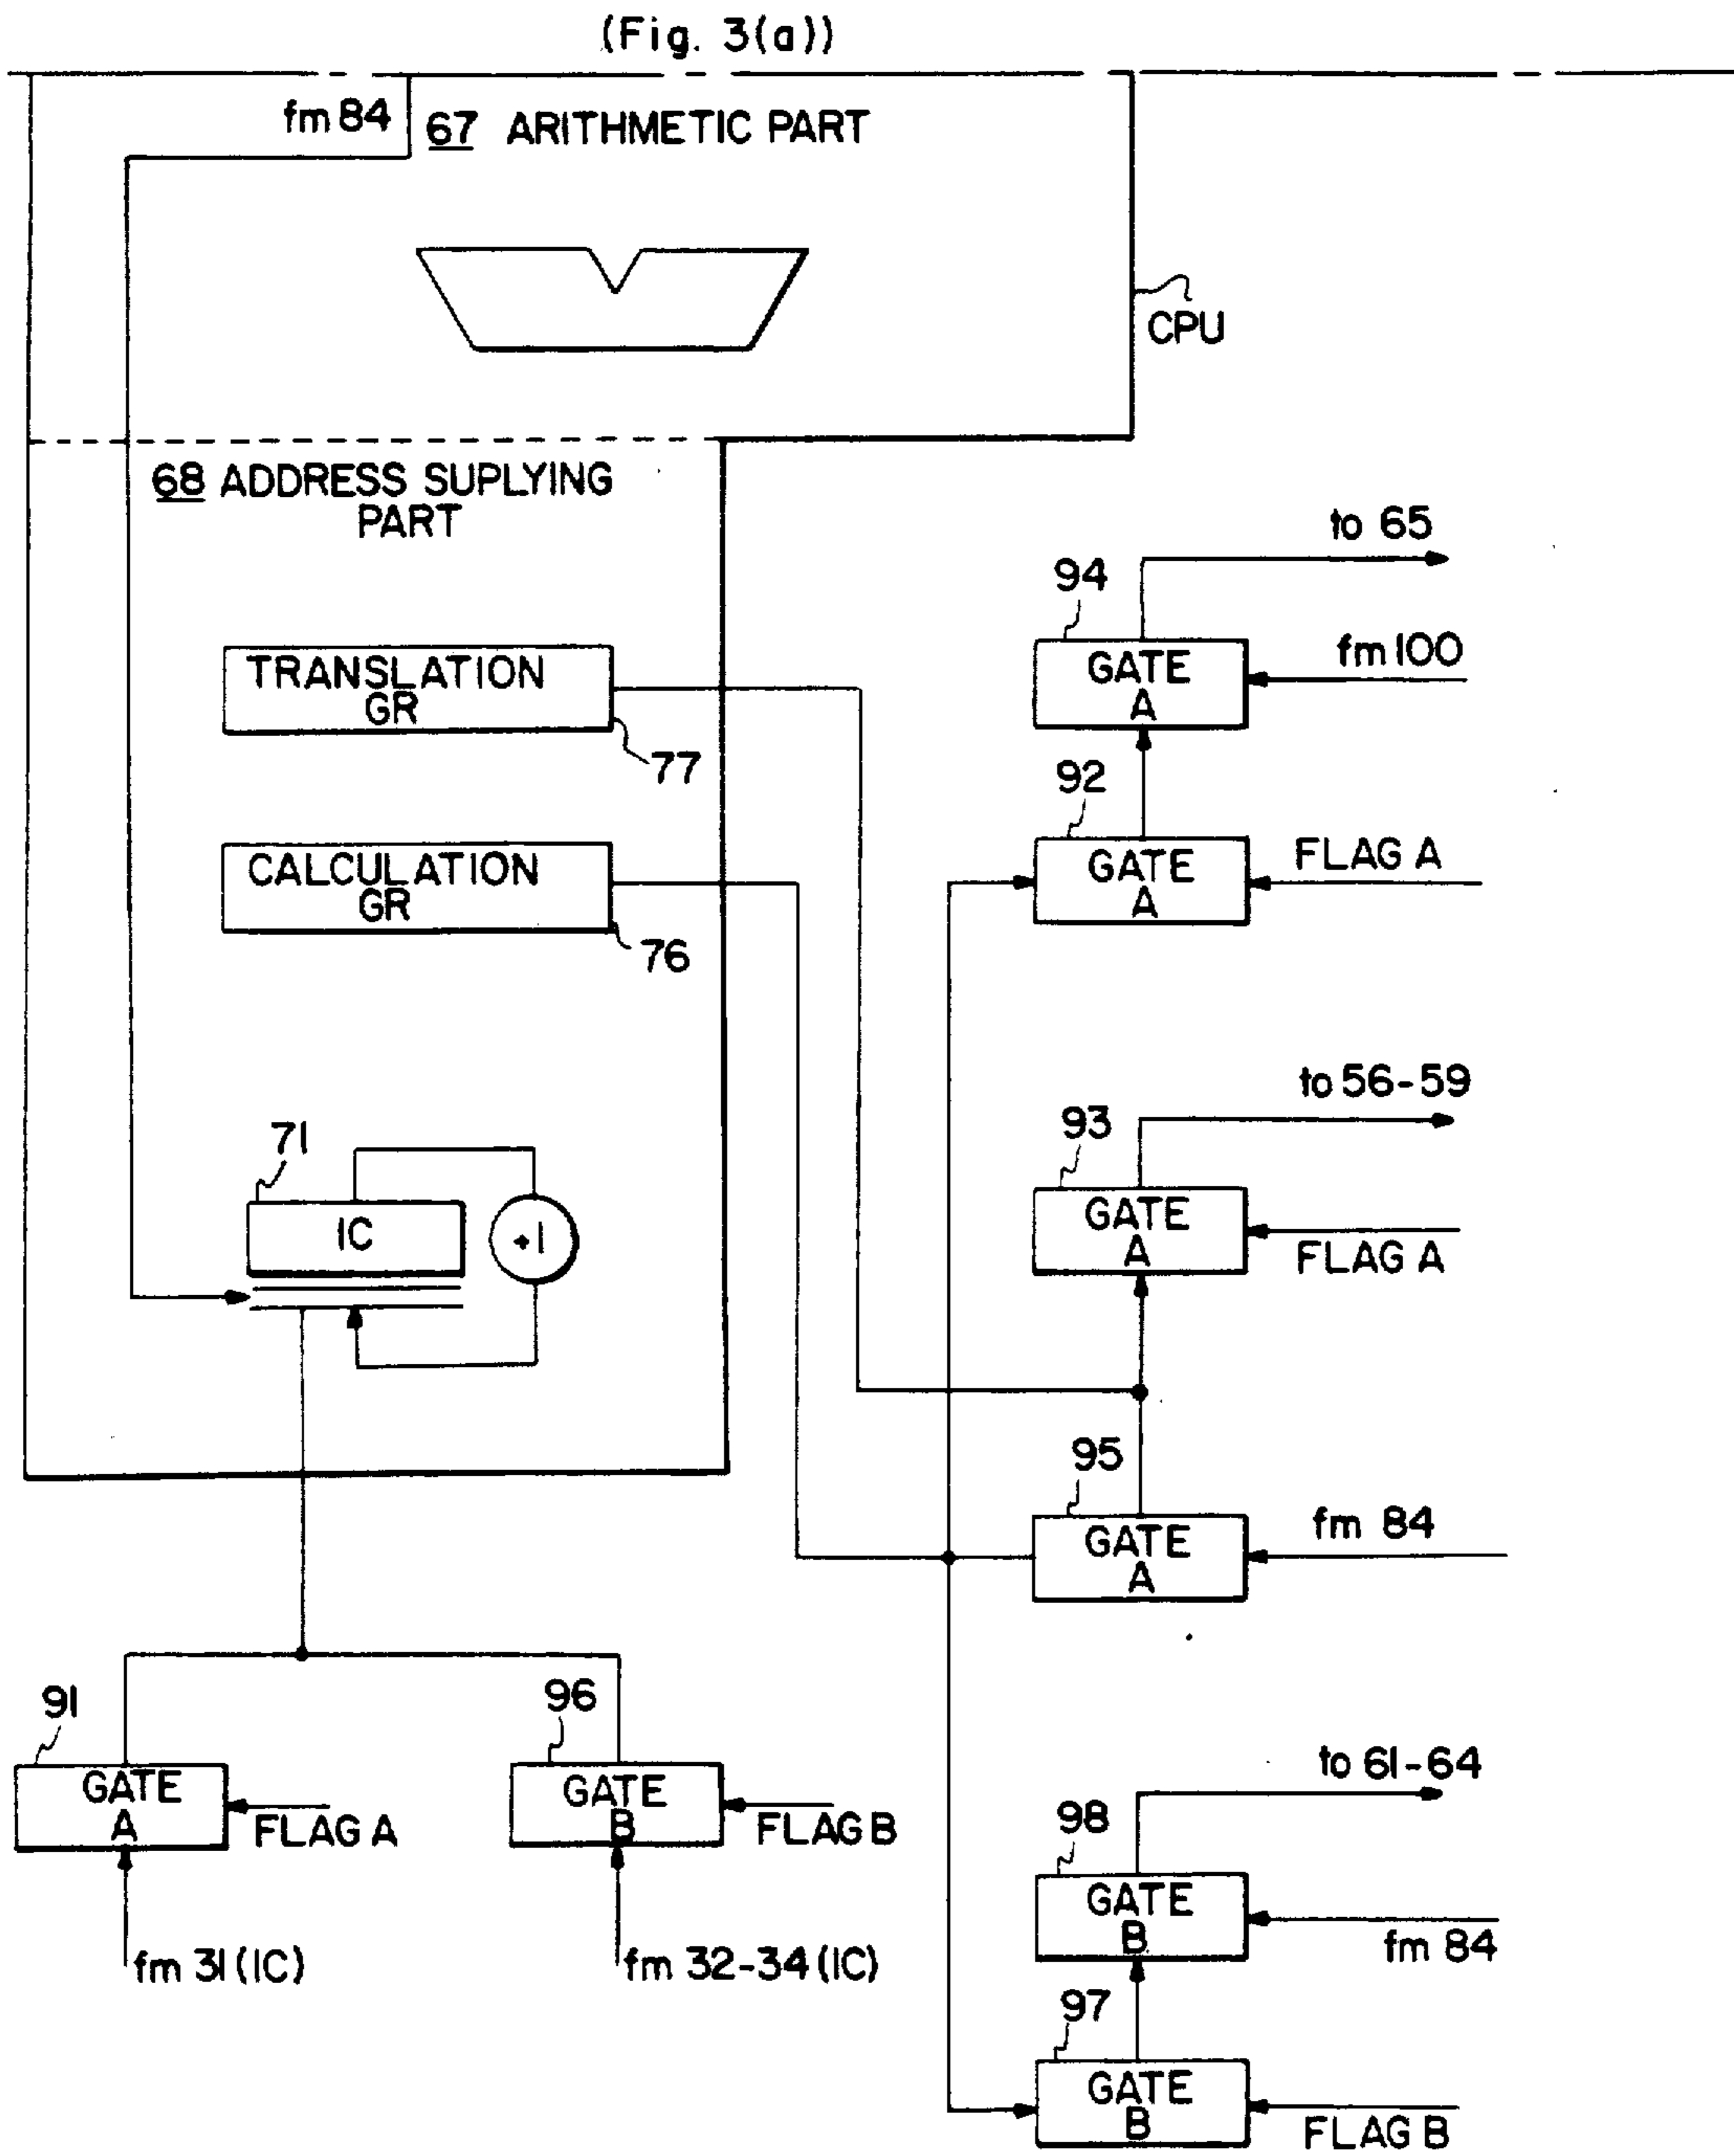 (Fig. 3(a))
fm 84
67 ARITHMETIC PART
CPU
68 ADDRESS SUPLYING
PART
to 65
94
fm 100
GATE
A
TRANSLATION
GR
77
92
FLAG A
GATE
A
CALCULATION
GR
76
to 56-59
93
71
IC
+1
GATE
A
FLAG A
95
fm 84
GATE
A
91
96
GATE
A
FLAG A
GATE
B
FLAG B
to 61-64
98
GATE
B
fm 84
fm 31 (IC)
fm 32-34 (IC)
97
GATE
B
FLAG B